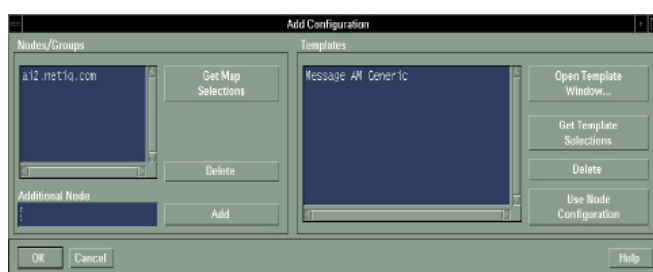 Add Configuration
Nodes/Groups
ai2.netiq.com
Get Map
Selections
Delete
Additional Node
Add
Templates
Message AM Generic
Open Template
Window...
Get Template
Selections
Delete
Use Node
Configuration
OK
Cancel
Help